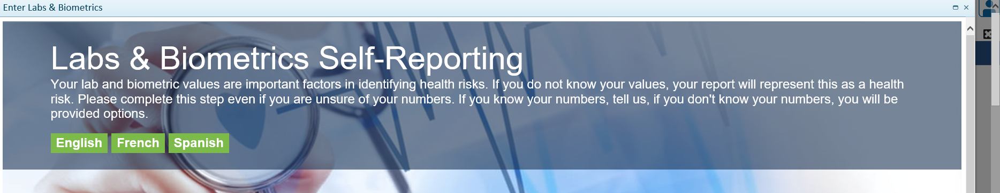 Enter Labs & Biometrics
Labs & Biometrics Self-Reporting
Your lab and biometric values are important factors in identifying health risks. If you do not know your values, your report will represent this as a health
risk. Please complete this step even if you are unsure of your numbers. If you know your numbers, tell us, if you don't know your numbers, you will be
provided options.
English French Spanish